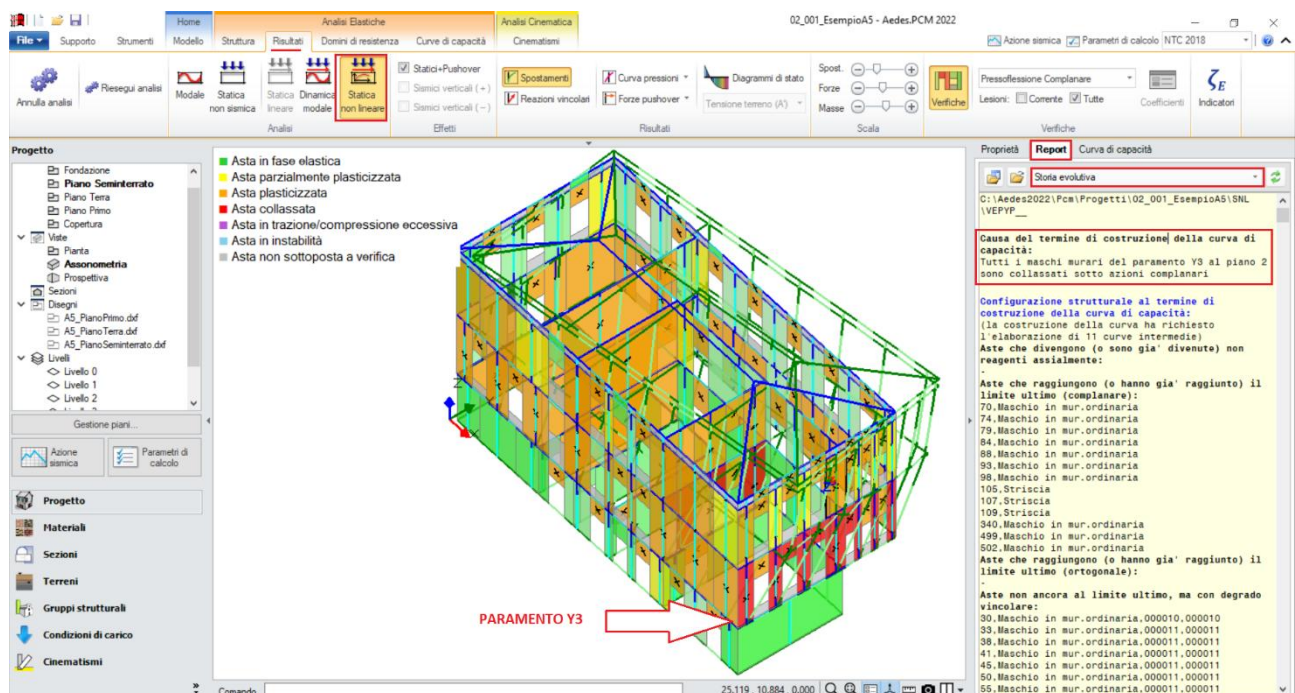 02_001_EsempioA5 - Aedes.PCM 2022
Home
Analisi Elastiche
Analisi Cinematica
File
Supporto
Strumenti
Modello
Struttura
Risultati
Domini di resistenza
Curve di capacità
Cinematismi
Azione sismica
Parametri di calcolo
NTC 2018
Annulla analisi
Riesegui analisi
Modale
Statica non sismica
Statica lineare
Dinamica modale
Statica non lineare
Analisi
Statici+Pushover
Sismici verticali (+)
Sismici verticali (−)
Effetti
Spostamenti
Reazioni vincolari
Curva pressioni
Forze pushover
Diagrammi di stato
Tensione terreno (A')
Risultati
Spost.
Forze
Masse
Scala
Verifiche
Pressoflessione Complanare
Lesioni:
Corrente
Tutte
Coefficienti
ζE
Indicatori
Verifiche
Progetto
Fondazione
Piano Seminterrato
Piano Terra
Piano Primo
Copertura
Viste
Pianta
Assonometria
Prospettiva
Sezioni
Disegni
A5_PianoPrimo.dxf
A5_PianoTerra.dxf
A5_PianoSeminterrato.dxf
Livelli
Livello 0
Livello 1
Livello 2
Gestione piani...
Azione sismica
Parametri di calcolo
Progetto
Materiali
Sezioni
Terreni
Gruppi strutturali
Condizioni di carico
Cinematismi
Asta in fase elastica
Asta parzialmente plasticizzata
Asta plasticizzata
Asta collassata
Asta in trazione/compressione eccessiva
Asta in instabilità
Asta non sottoposta a verifica
Z
PARAMENTO Y3
Comando
25.119 10.884 0.000
Proprietà
Report
Curva di capacità
Storia evolutiva
C:\Aedes2022\Pcm\Progetti\02_001_EsempioA5\SNL
\VEPYP__
Causa del termine di costruzione della curva di
capacità:
Tutti i maschi murari del paramento Y3 al piano 2
sono collassati sotto azioni complanari
Configurazione strutturale al termine di
costruzione della curva di capacità:
(la costruzione della curva ha richiesto
l'elaborazione di 11 curve intermedie)
Aste che divengono (o sono gia' divenute) non
reagenti assialmente:
-
Aste che raggiungono (o hanno gia' raggiunto) il
limite ultimo (complanare):
70,Maschio in mur.ordinaria
74,Maschio in mur.ordinaria
79,Maschio in mur.ordinaria
84,Maschio in mur.ordinaria
88,Maschio in mur.ordinaria
93,Maschio in mur.ordinaria
98,Maschio in mur.ordinaria
105,Striscia
107,Striscia
109,Striscia
340,Maschio in mur.ordinaria
499,Maschio in mur.ordinaria
502,Maschio in mur.ordinaria
Aste che raggiungono (o hanno gia' raggiunto) il
limite ultimo (ortogonale):
-
Aste non ancora al limite ultimo, ma con degrado
vincolare:
30,Maschio in mur.ordinaria,000010,000010
33,Maschio in mur.ordinaria,000011,000011
38,Maschio in mur.ordinaria,000011,000011
41,Maschio in mur.ordinaria,000011,000011
45,Maschio in mur.ordinaria,000011,000011
50,Maschio in mur.ordinaria,000011,000011
55,Maschio in mur.ordinaria,000011,000011